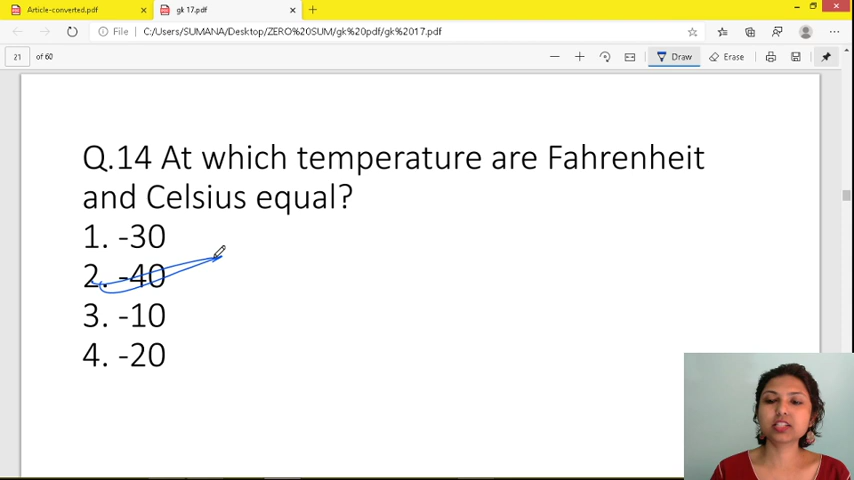 Article-converted.pdf
gk 17.pdf
File
C:/Users/SUMANA/Desktop/ZERO%20SUM/gk%20pdf/gk%2017.pdf
21
of 60
Draw
Erase
Q.14 At which temperature are Fahrenheit
and Celsius equal?
1. -30
2. -40
3. -10
4. -20